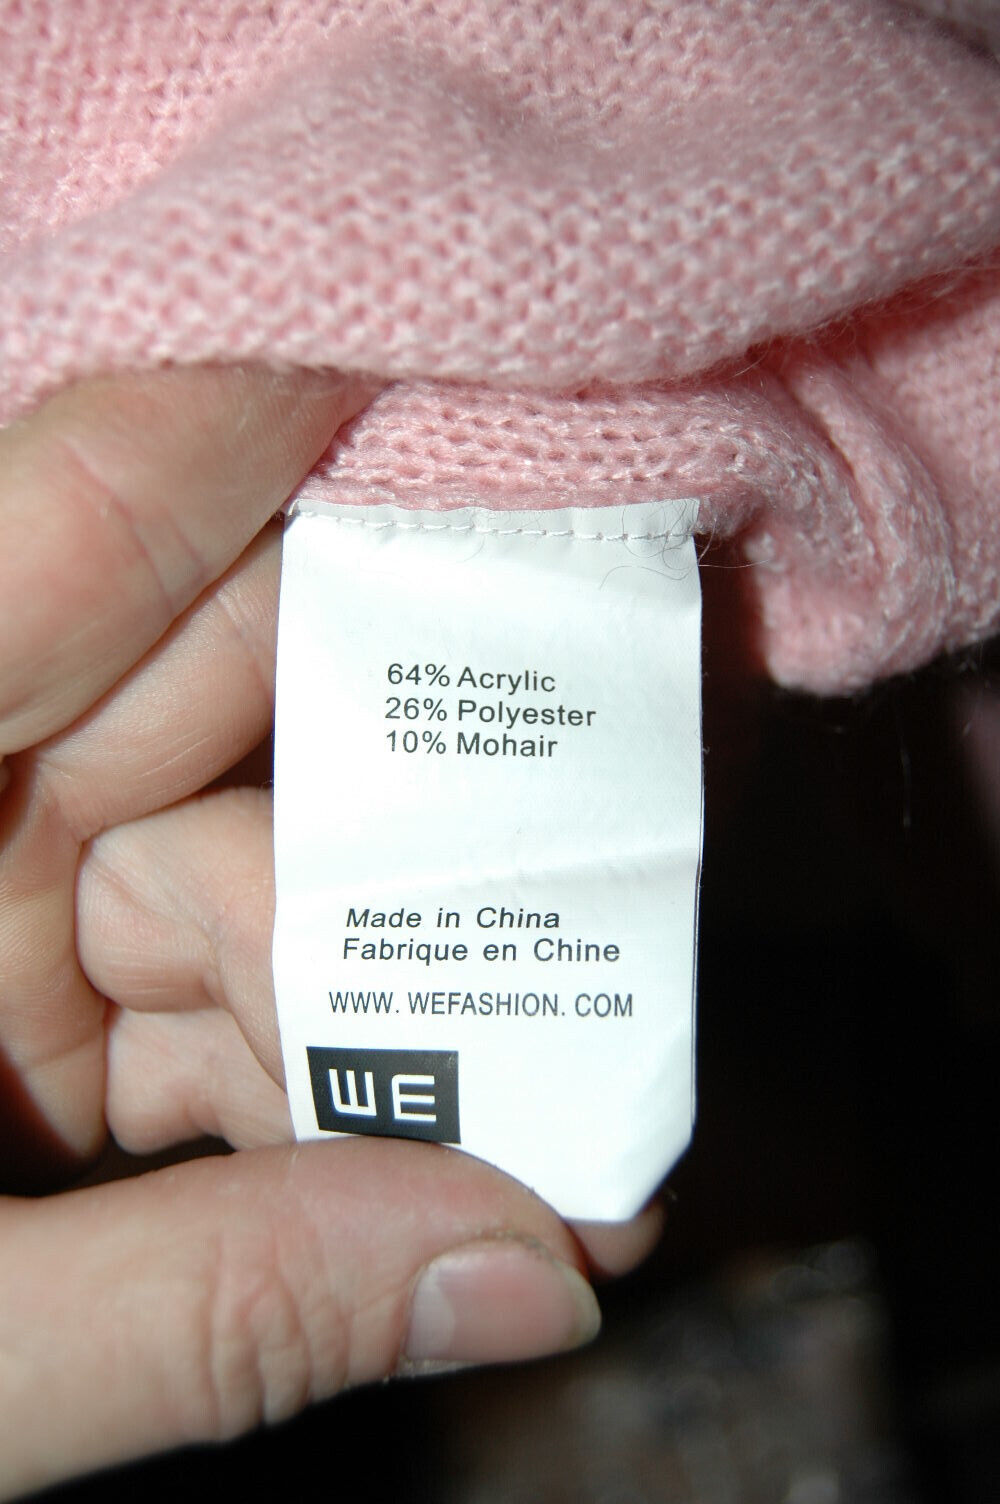 64% Acrylic
26% Polyester
10% Mohair
Made in China
Fabrique en Chine
WWW. WEFASHION. COM
WE